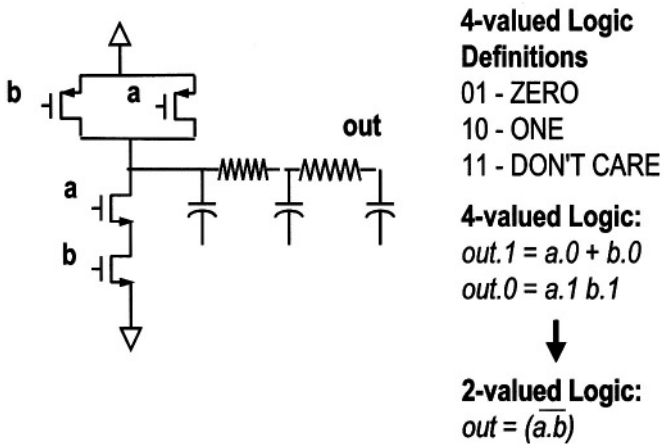 b
a
out
a
b
4-valued Logic
Definitions
01 - ZERO
10 - ONE
11 - DON'T CARE
4-valued Logic:
out.1 = a.0 + b.0
out.0 = a.1 b.1
2-valued Logic:
out = (a̅.̅b̅)